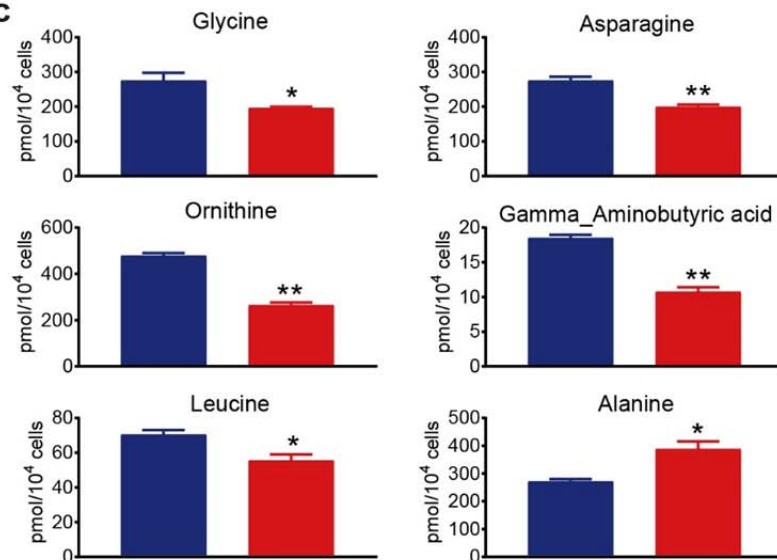 c
Glycine
pmol/10⁴ cells
400
300
200
100
0
*
Asparagine
pmol/10⁴ cells
400
300
200
100
0
**
Ornithine
pmol/10⁴ cells
600
400
200
0
**
Gamma_Aminobutyric acid
pmol/10⁴ cells
20
15
10
5
0
**
Leucine
pmol/10⁴ cells
80
60
40
20
0
*
Alanine
pmol/10⁴ cells
500
400
300
200
100
0
*